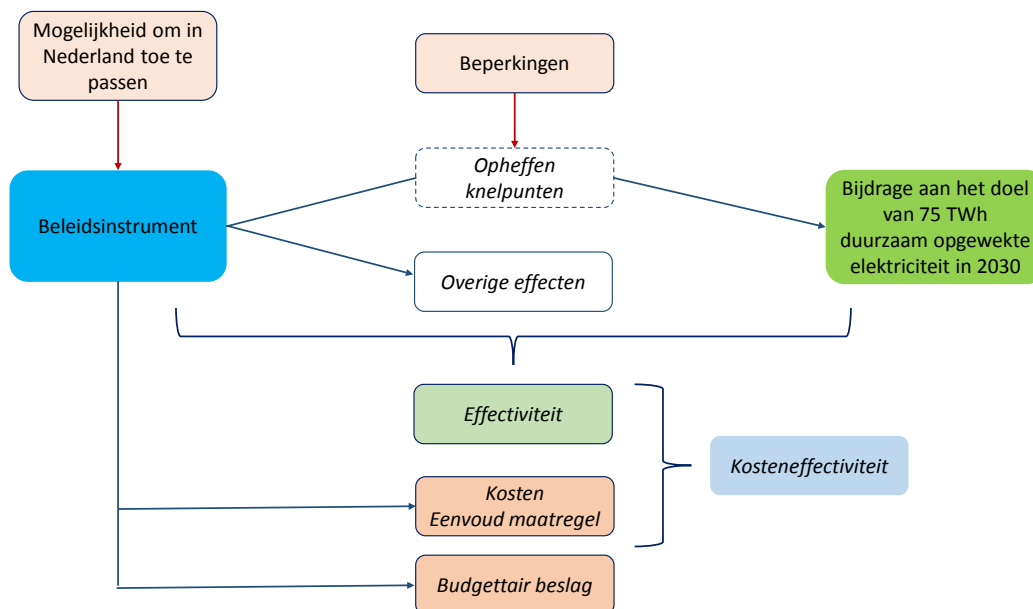 Mogelijkheid om in
Nederland toe te
passen
Beperkingen
Opheffen
knelpunten
Beleidsinstrument
Bijdrage aan het doel
van 75 TWh
duurzaam opgewekte
elektriciteit in 2030
Overige effecten
Effectiviteit
Kosteneffectiviteit
Kosten
Eenvoud maatregel
Budgettair beslag